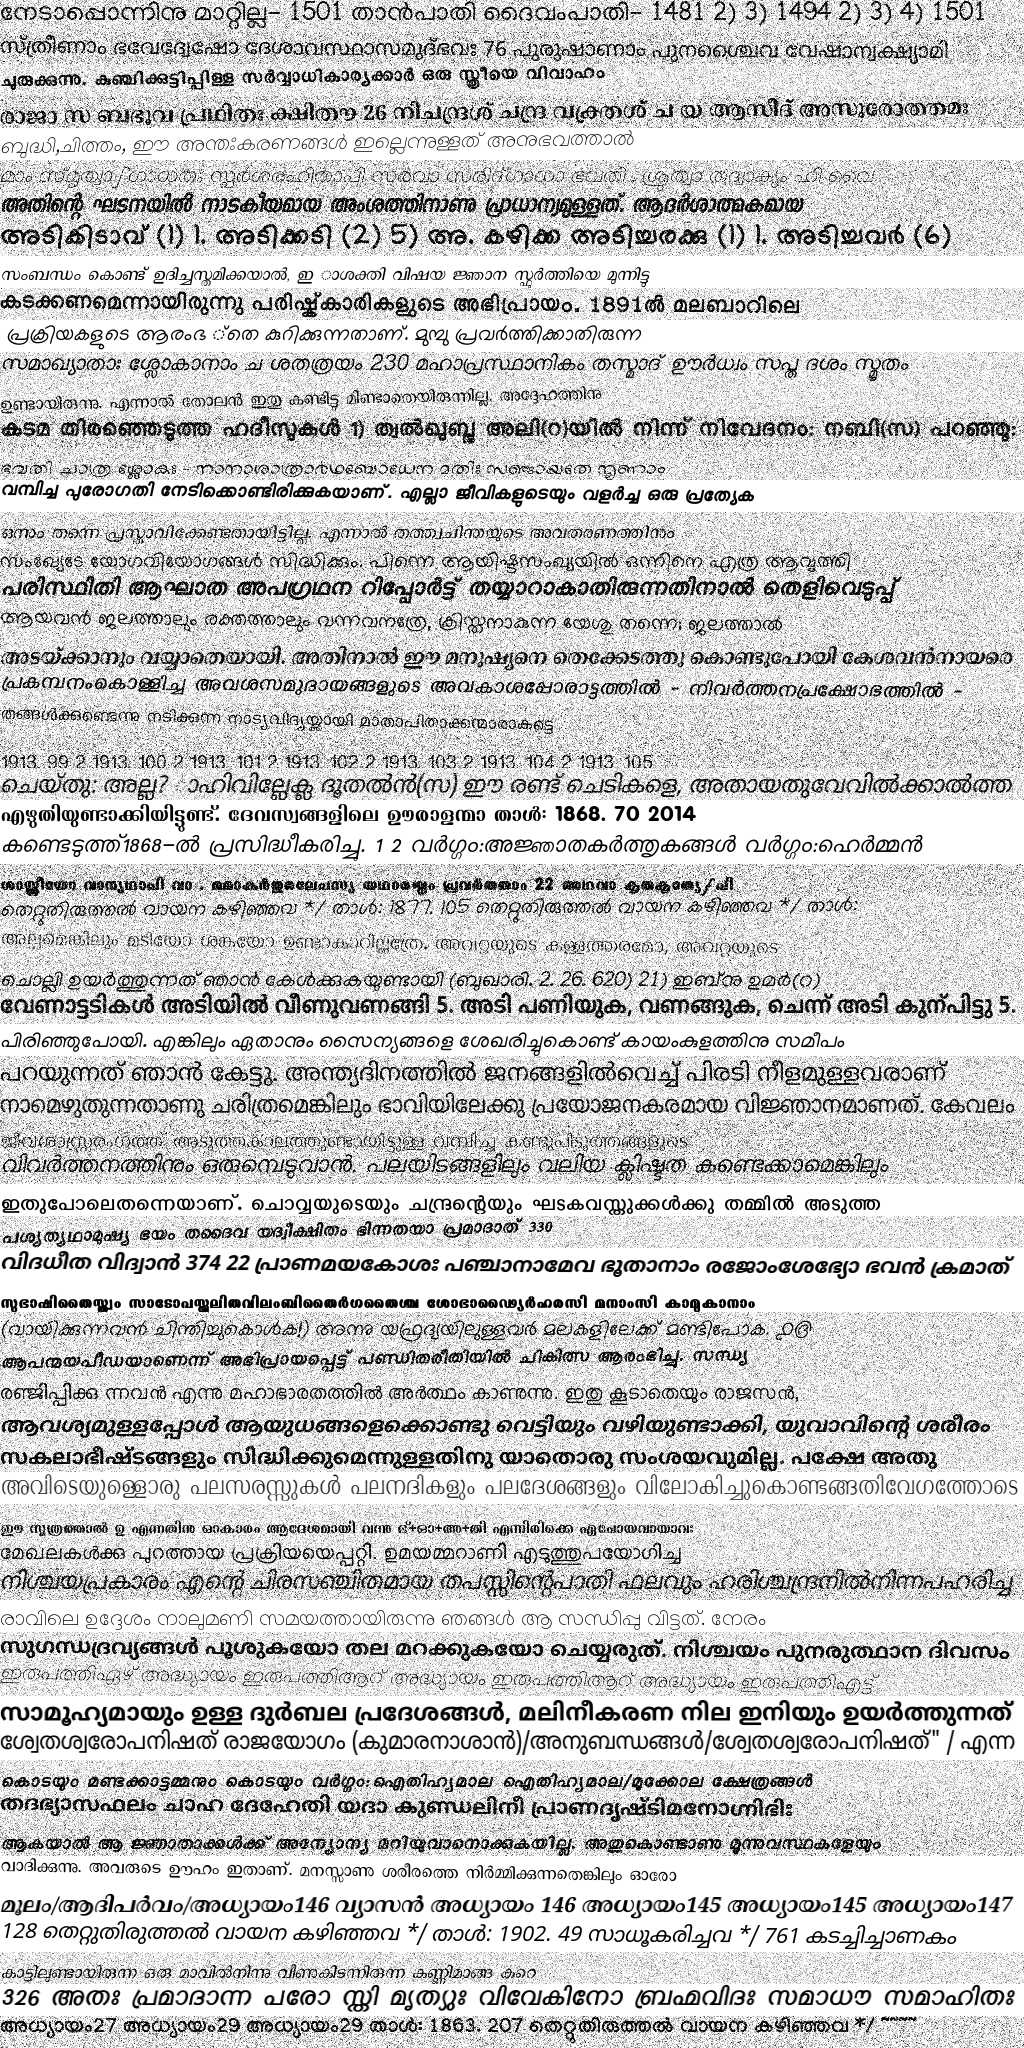 നേടാപ്പൊന്നിനു മാറ്റില്ല- 1501 താൻപാതി ദൈവംപാതി- 1481 2) 3) 1494 2) 3) 4) 1501
സ്ത്രീണാം ഭവേദ്വേഷോ ദേശാവസ്ഥാസമുദ്ഭവഃ 76 പുരുഷാണാം പുനശ്ചൈവ വേഷാന്വക്ഷ്യാമി
ചുരുക്കുന്നു. കുഞ്ചിക്കുട്ടിപ്പിള്ള സർവ്വാധികാര്യക്കാർ ഒരു സ്ത്രീയെ വിവാഹം
രാജാ സ ബഭൂവ പ്രഥിതഃ ക്ഷിതൗ 26 നിചന്ദ്രശ് ചന്ദ്ര വക്ത്രശ് ച യ ആസീദ് അസുരോത്തമഃ
ബുദ്ധി,ചിത്തം, ഈ അന്തഃകരണങ്ങൾ ഇല്ലെന്നുള്ളത് അനുഭവത്താൽ
മാം സ്മൃത്വാ
അതിന്റെ ഘടനയിൽ നാടകീയമായ അംശത്തിനാണു പ്രാധാന്യമുള്ളത്. ആദർശാത്മകമായ
അടിക്കിടാവ് (1) 1. അടിക്കടി (2) 5) അ. കഴിക്ക അടിച്ചരക്കു (1) 1. അടിച്ചവർ (6)
സംബന്ധം കൊണ്ട് ഉദിച്ചസ്തമിക്കയാൽ, ഇ ാശക്തി വിഷയ ജ്ഞാന സ്ഫൂർത്തിയെ മുന്നിട്ടു
കടക്കണമെന്നായിരുന്നു പരിഷ്ക്കാരികളുടെ അഭിപ്രായം. 1891ൽ മലബാറിലെ
പ്രക്രിയകളുടെ ആരംഭ ്തെ കുറിക്കുന്നതാണ്. മുമ്പു പ്രവർത്തിക്കാതിരുന്ന
സമാഖ്യാതാഃ ശ്ലോകാനാം ച ശതത്രയം 230 മഹാപ്രസ്ഥാനികം തസ്മാദ് ഊർധ്വം സപ്ത ദശം സ്മൃതം
ഉണ്ടായിരുന്നു. എന്നാൽ തോലൻ ഇതു കണ്ടിട്ടു മിണ്ടാതെയിരുന്നില്ല. അദ്ദേഹത്തിനു
കടമ തിരഞ്ഞെടുത്ത ഹദീസുകൾ 1) ത്വൽഖുബ്നു അലി(റ)യിൽ നിന്ന് നിവേദനം: നബി(സ) പറഞ്ഞു:
ഭവതി ചാത്ര ശ്ലോകഃ - നാനാശാത്രാർഥബോധേന മതിഃ സഞ്ജായതേ നൃണാം
വമ്പിച്ച പുരോഗതി നേടിക്കൊണ്ടിരിക്കുകയാണ്. എല്ലാ ജീവികളുടെയും വളർച്ച ഒരു പ്രത്യേക
ഒന്നും തന്നെ പ്രസ്താവിക്കേണ്ടതായിട്ടില്ല. എന്നാൽ തത്ത്വചിന്തയുടെ അവതരണത്തിനും
സംഖ്യേടേ യോഗവിയോഗങ്ങൾ സിദ്ധിക്കും. പിന്നെ ആയിഷ്ടസംഖ്യയിൽ ഒന്നിനെ എത്ര ആവൃത്തി
പരിസ്ഥിതി ആഘാത അപഗ്രഥന റിപ്പോർട്ട് തയ്യാറാകാതിരുന്നതിനാൽ തെളിവെടുപ്പ്
ആയവൻ ജലത്താലും രക്തത്താലും വന്നവനത്രേ, ക്രിസ്തുനാകുന്ന യേശു തന്നെ; ജലത്താൽ
അടയ്ക്കാനും വയ്യാതെയായി. അതിനാൽ ഈ മനുഷ്യനെ തെക്കേടത്തു കൊണ്ടുപോയി കേശവൻനായരെ
പ്രകമ്പനംകൊള്ളിച്ച അവശസമുദായങ്ങളുടെ അവകാശപ്പോരാട്ടത്തിൽ - നിവർത്തനപ്രക്ഷോഭത്തിൽ -
തങ്ങൾക്കുണ്ടെന്നു നടിക്കുന്ന നാട്യവിദ്യയ്ക്കായി മാതാപിതാക്കന്മാരാകട്ടെ
1913. 99 2 1913. 100 2 1913. 101 2 1913. 102 2 1913. 103 2 1913. 104 2 1913. 105
ചെയ്തു: അല്ല? ാഹിവില്ലേക്ല ദൂതൽൻ(സ) ഈ രണ്ട് ചെടികളെ, അതായതുവേവിൽക്കാൽത്ത
എഴുതിയുണ്ടാക്കിയിട്ടുണ്ട്. ദേവസ്വങ്ങളിലെ ഊരാളന്മാ താൾ: 1868. 70 2014
കണ്ടെടുത്ത്1868-ൽ പ്രസിദ്ധീകരിച്ചു. 1 2 വർഗ്ഗം:അജ്ഞാതകർത്തൃകങ്ങൾ വർഗ്ഗം:ഹെർമ്മൻ
തെറ്റുതിരുത്തൽ വായന കഴിഞ്ഞവ */ താൾ: 1877. 105 തെറ്റുതിരുത്തൽ വായന കഴിഞ്ഞവ */ താൾ:
അല്പമെങ്കിലും മടിയോ ശങ്കയോ ഉണ്ടാകാറില്ലത്രേ. അവറ്റയുടെ കള്ളത്തരമോ, അവറ്റയുടെ
ചൊല്ലി ഉയർത്തുന്നത് ഞാൻ കേൾക്കുകയുണ്ടായി (ബുഖാരി. 2. 26. 620) 21) ഇബ്നു ഉമർ(റ)
വേണാട്ടടികൾ അടിയിൽ വീണുവണങ്ങി 5. അടി പണിയുക, വണങ്ങുക, ചെന്ന് അടി കുന്പിട്ടു 5.
പിരിഞ്ഞുപോയി. എങ്കിലും ഏതാനും സൈന്യങ്ങളെ ശേഖരിച്ചുകൊണ്ട് കായംകുളത്തിനു സമീപം
പറയുന്നത് ഞാൻ കേട്ടു. അന്ത്യദിനത്തിൽ ജനങ്ങളിൽവെച്ച് പിരടി നീളമുള്ളവരാണ്
നാമെഴുതുന്നതാണു ചരിത്രമെങ്കിലും ഭാവിയിലേക്കു പ്രയോജനകരമായ വിജ്ഞാനമാണത്. കേവലം
ജീവശാസ്ത്രരംഗത്ത് അടുത്തകാലത്തുണ്ടായിട്ടുള്ള വമ്പിച്ച കണ്ടുപിടുത്തങ്ങളുടെ
വിവർത്തനത്തിനും ഒരുമ്പെടുവാൻ. പലയിടങ്ങളിലും വലിയ ക്ലിഷ്ടത കണ്ടെക്കാമെങ്കിലും
ഇതുപോലെതന്നെയാണ്. ചൊവ്വയുടെയും ചന്ദ്രന്റെയും ഘടകവസ്തുക്കൾക്കു തമ്മിൽ അടുത്ത
പശ്യത്യഥാമുഷ്യ ഭയം തദൈവ യദ്വീക്ഷിതം ഭിന്നതയാ പ്രമാദാത് 330
വിദധീത വിദ്വാൻ 374 22 പ്രാണമയകോശഃ പഞ്ചാനാമേവ ഭൂതാനാം രജോംശേഭ്യോ ഭവൻ ക്രമാത്
സുഭാഷിതൈസ്ത്വം സാടോപസ്ഖലിതവിലംബിതൈർഗതൈശ്ച ശോഭാഢ്യൈർഹരസി മനാംസി കാമുകാനാം
(വായിക്കുന്നവൻ ചിന്തിച്ചുകൊൾക!) അന്നു യഹൂദ്യയിലുള്ളവർ മലകളിലേക്ക് മണ്ടിപോക. ൧൫
ആപന്മയപീഡയാണെന്ന് അഭിപ്രായപ്പെട്ട് പണ്ഡിതരീതിയിൽ ചികിത്സ ആരംഭിച്ചു. സന്ധ്യ
രഞ്ജിപ്പിക്കു ന്നവൻ എന്നു മഹാഭാരതത്തിൽ അർത്ഥം കാണുന്നു. ഇതു കൂടാതെയും രാജസൻ,
ആവശ്യമുള്ളപ്പോൾ ആയുധങ്ങളെക്കൊണ്ടു വെട്ടിയും വഴിയുണ്ടാക്കി, യുവാവിന്റെ ശരീരം
സകലാഭീഷ്ടങ്ങളും സിദ്ധിക്കുമെന്നുള്ളതിനു യാതൊരു സംശയവുമില്ല. പക്ഷേ അതു
അവിടെയുള്ളൊരു പലസരസ്സുകൾ പലനദികളും പലദേശങ്ങളും വിലോകിച്ചുകൊണ്ടങ്ങതിവേഗത്തോടെ
ഈ സൂത്രത്താൽ ഉ എന്നതിനു ഓകാരം ആദേശമായി വന്നു ഭ്+ഓ+അ+തി എന്നിരിക്കെ ഏചോയവായാവഃ
മേഖലകൾക്കു പുറത്തായ പ്രക്രിയയെപ്പറ്റി. ഉമയമ്മറാണി എടുത്തുപയോഗിച്ച
നിശ്ചയപ്രകാരം എന്റെ ചിരസഞ്ചിതമായ തപസ്സിന്റെപാതി ഫലവും ഹരിശ്ചന്ദ്രനിൽനിന്നപഹരിച്ച
രാവിലെ ഉദ്ദേശം നാലുമണി സമയത്തായിരുന്നു ഞങ്ങൾ ആ സന്ധിപ്പു വിട്ടത്. നേരം
സുഗന്ധദ്രവ്യങ്ങൾ പൂശുകയോ തല മറക്കുകയോ ചെയ്യരുത്. നിശ്ചയം പുനരുത്ഥാന ദിവസം
ഇരുപത്തിഏഴ് അദ്ധ്യായം ഇരുപത്തിആറ് അദ്ധ്യായം ഇരുപത്തിആറ് അദ്ധ്യായം ഇരുപത്തിഎട്ട്
സാമൂഹ്യമായും ഉള്ള ദുർബല പ്രദേശങ്ങൾ, മലിനീകരണ നില ഇനിയും ഉയർത്തുന്നത്
ശ്വേതശ്വരോപനിഷത് രാജയോഗം (കുമാരനാശാൻ)/അനുബന്ധങ്ങൾ/ശ്വേതശ്വരോപനിഷത്" / എന്ന
കൊടയും മണ്ടക്കാട്ടമ്മനും കൊടയും വർഗ്ഗം:ഐതിഹ്യമാല ഐതിഹ്യമാല/മൂക്കോല ക്ഷേത്രങ്ങൾ
തദഭ്യാസഫലം ചാഹ ദേഹേതി യദാ കുണ്ഡലിനീ പ്രാണദൃഷ്ടിമനോഗ്നിഭിഃ
ആകയാൽ ആ ജ്ഞാതാക്കൾക്ക് അന്യോന്യ മറിയുവാനൊക്കുകയില്ല. അതുകൊണ്ടാണു മൂന്നവസ്ഥകളേയും
വാദിക്കുന്നു. അവരുടെ ഊഹം ഇതാണ്. മനസ്സാണു ശരീരത്തെ നിർമ്മിക്കുന്നതെങ്കിലും ഓരോ
മൂലം/ആദിപർവം/അധ്യായം146 വ്യാസൻ അധ്യായം 146 അധ്യായം145 അധ്യായം145 അധ്യായം147
128 തെറ്റുതിരുത്തൽ വായന കഴിഞ്ഞവ */ താൾ: 1902. 49 സാധൂകരിച്ചവ */ 761 കടച്ചിച്ചാണകം
കാട്ടിലുണ്ടായിരുന്ന ഒരു മാവിൽനിന്നു വീണുകിടന്നിരുന്ന കണ്ണിമാങ്ങ കുറെ
326 അതഃ പ്രമാദാന്ന പരോ സ്തി മൃത്യുഃ വിവേകിനോ ബ്രഹ്മവിദഃ സമാധൗ സമാഹിതഃ
അധ്യായം27 അധ്യായം29 അധ്യായം29 താൾ: 1863. 207 തെറ്റുതിരുത്തൽ വായന കഴിഞ്ഞവ */ ~~~~